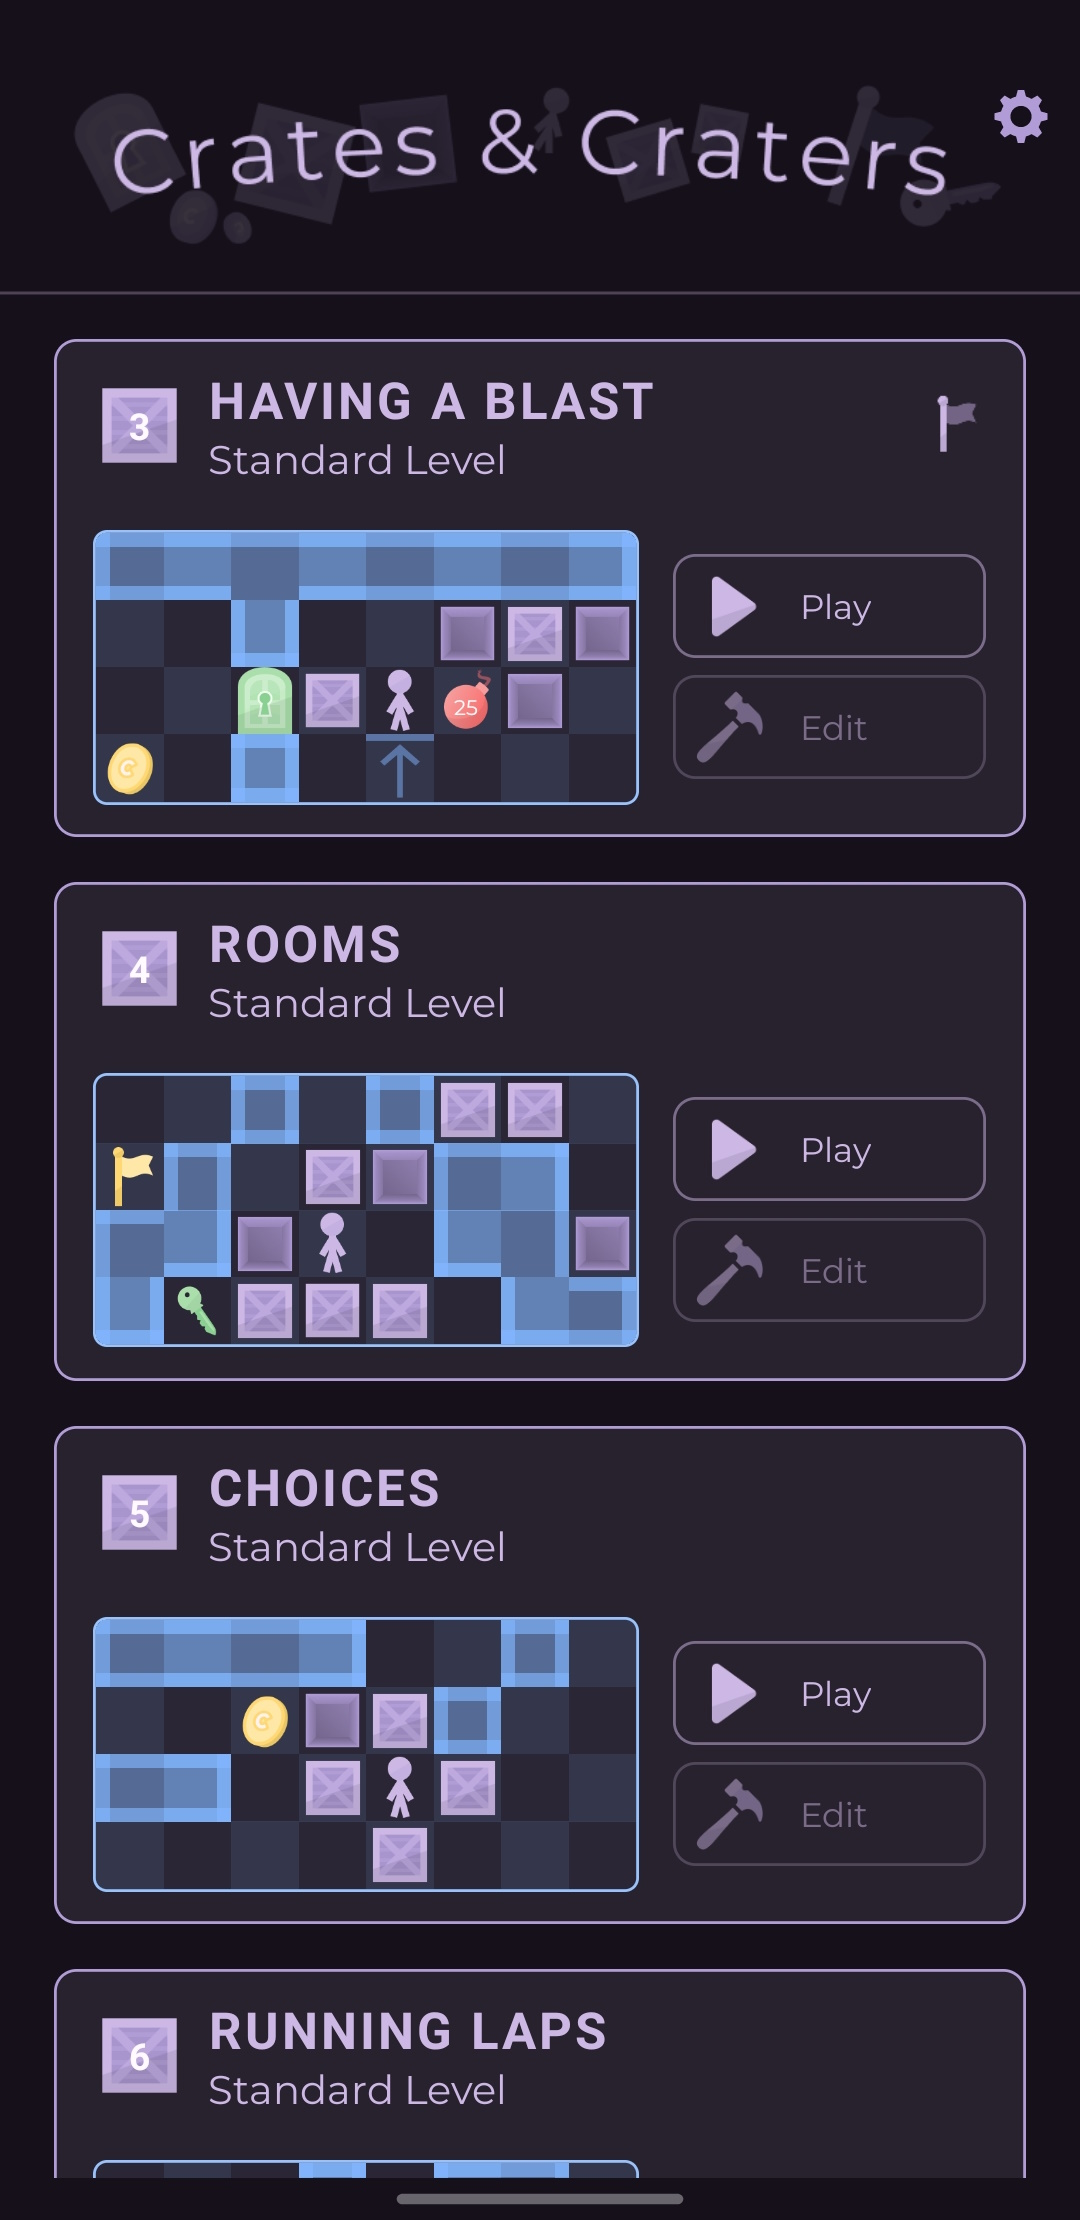 Crates & Craters
3
HAVING A BLAST
Standard Level
C
25
Play
Edit
4
ROOMS
Standard Level
Play
Edit
5
CHOICES
Standard Level
C
Play
Edit
6
RUNNING LAPS
Standard Level